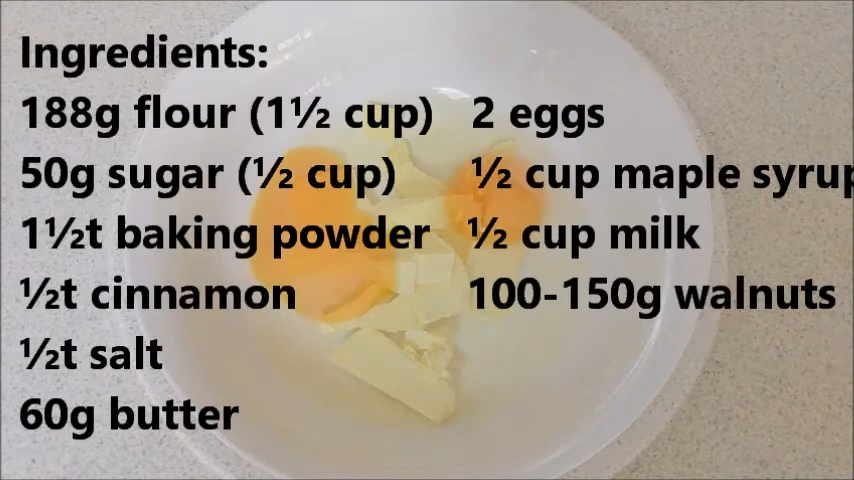 Ingredients:
188g flour (1½ cup)
50g sugar (½ cup)
1½t baking powder
½t cinnamon
½t salt
60g butter
2 eggs
½ cup maple syrup
½ cup milk
100-150g walnuts